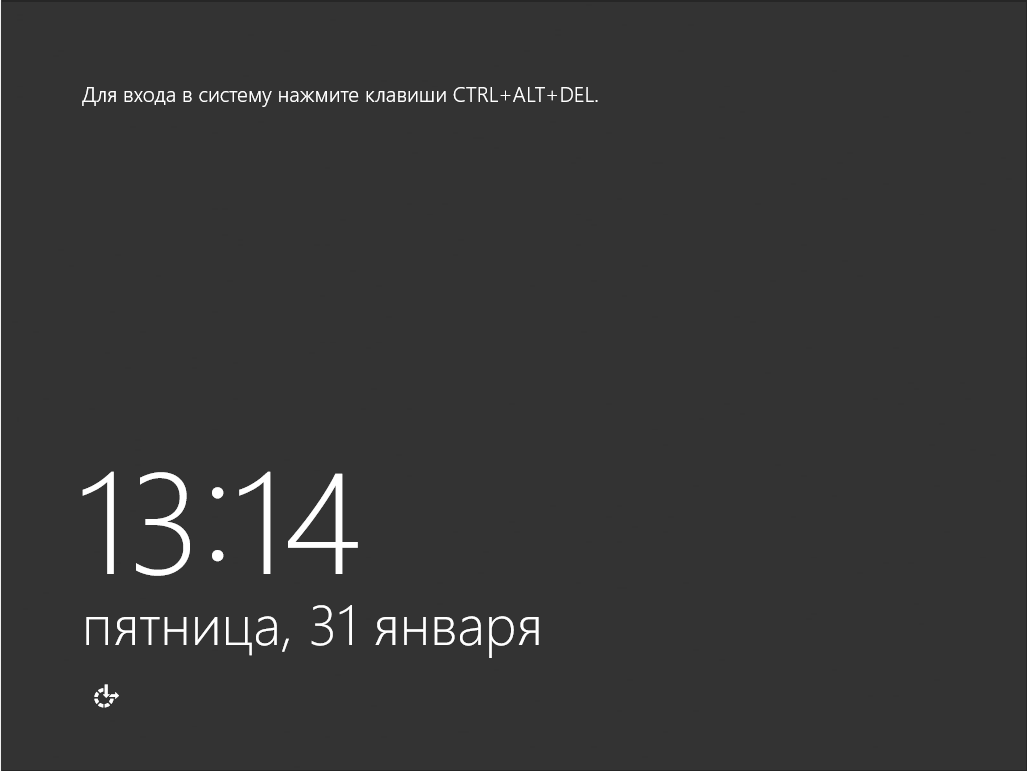 Для входа в систему нажмите клавиши CTRL+ALT+DEL.
13:14
пятница, 31 января